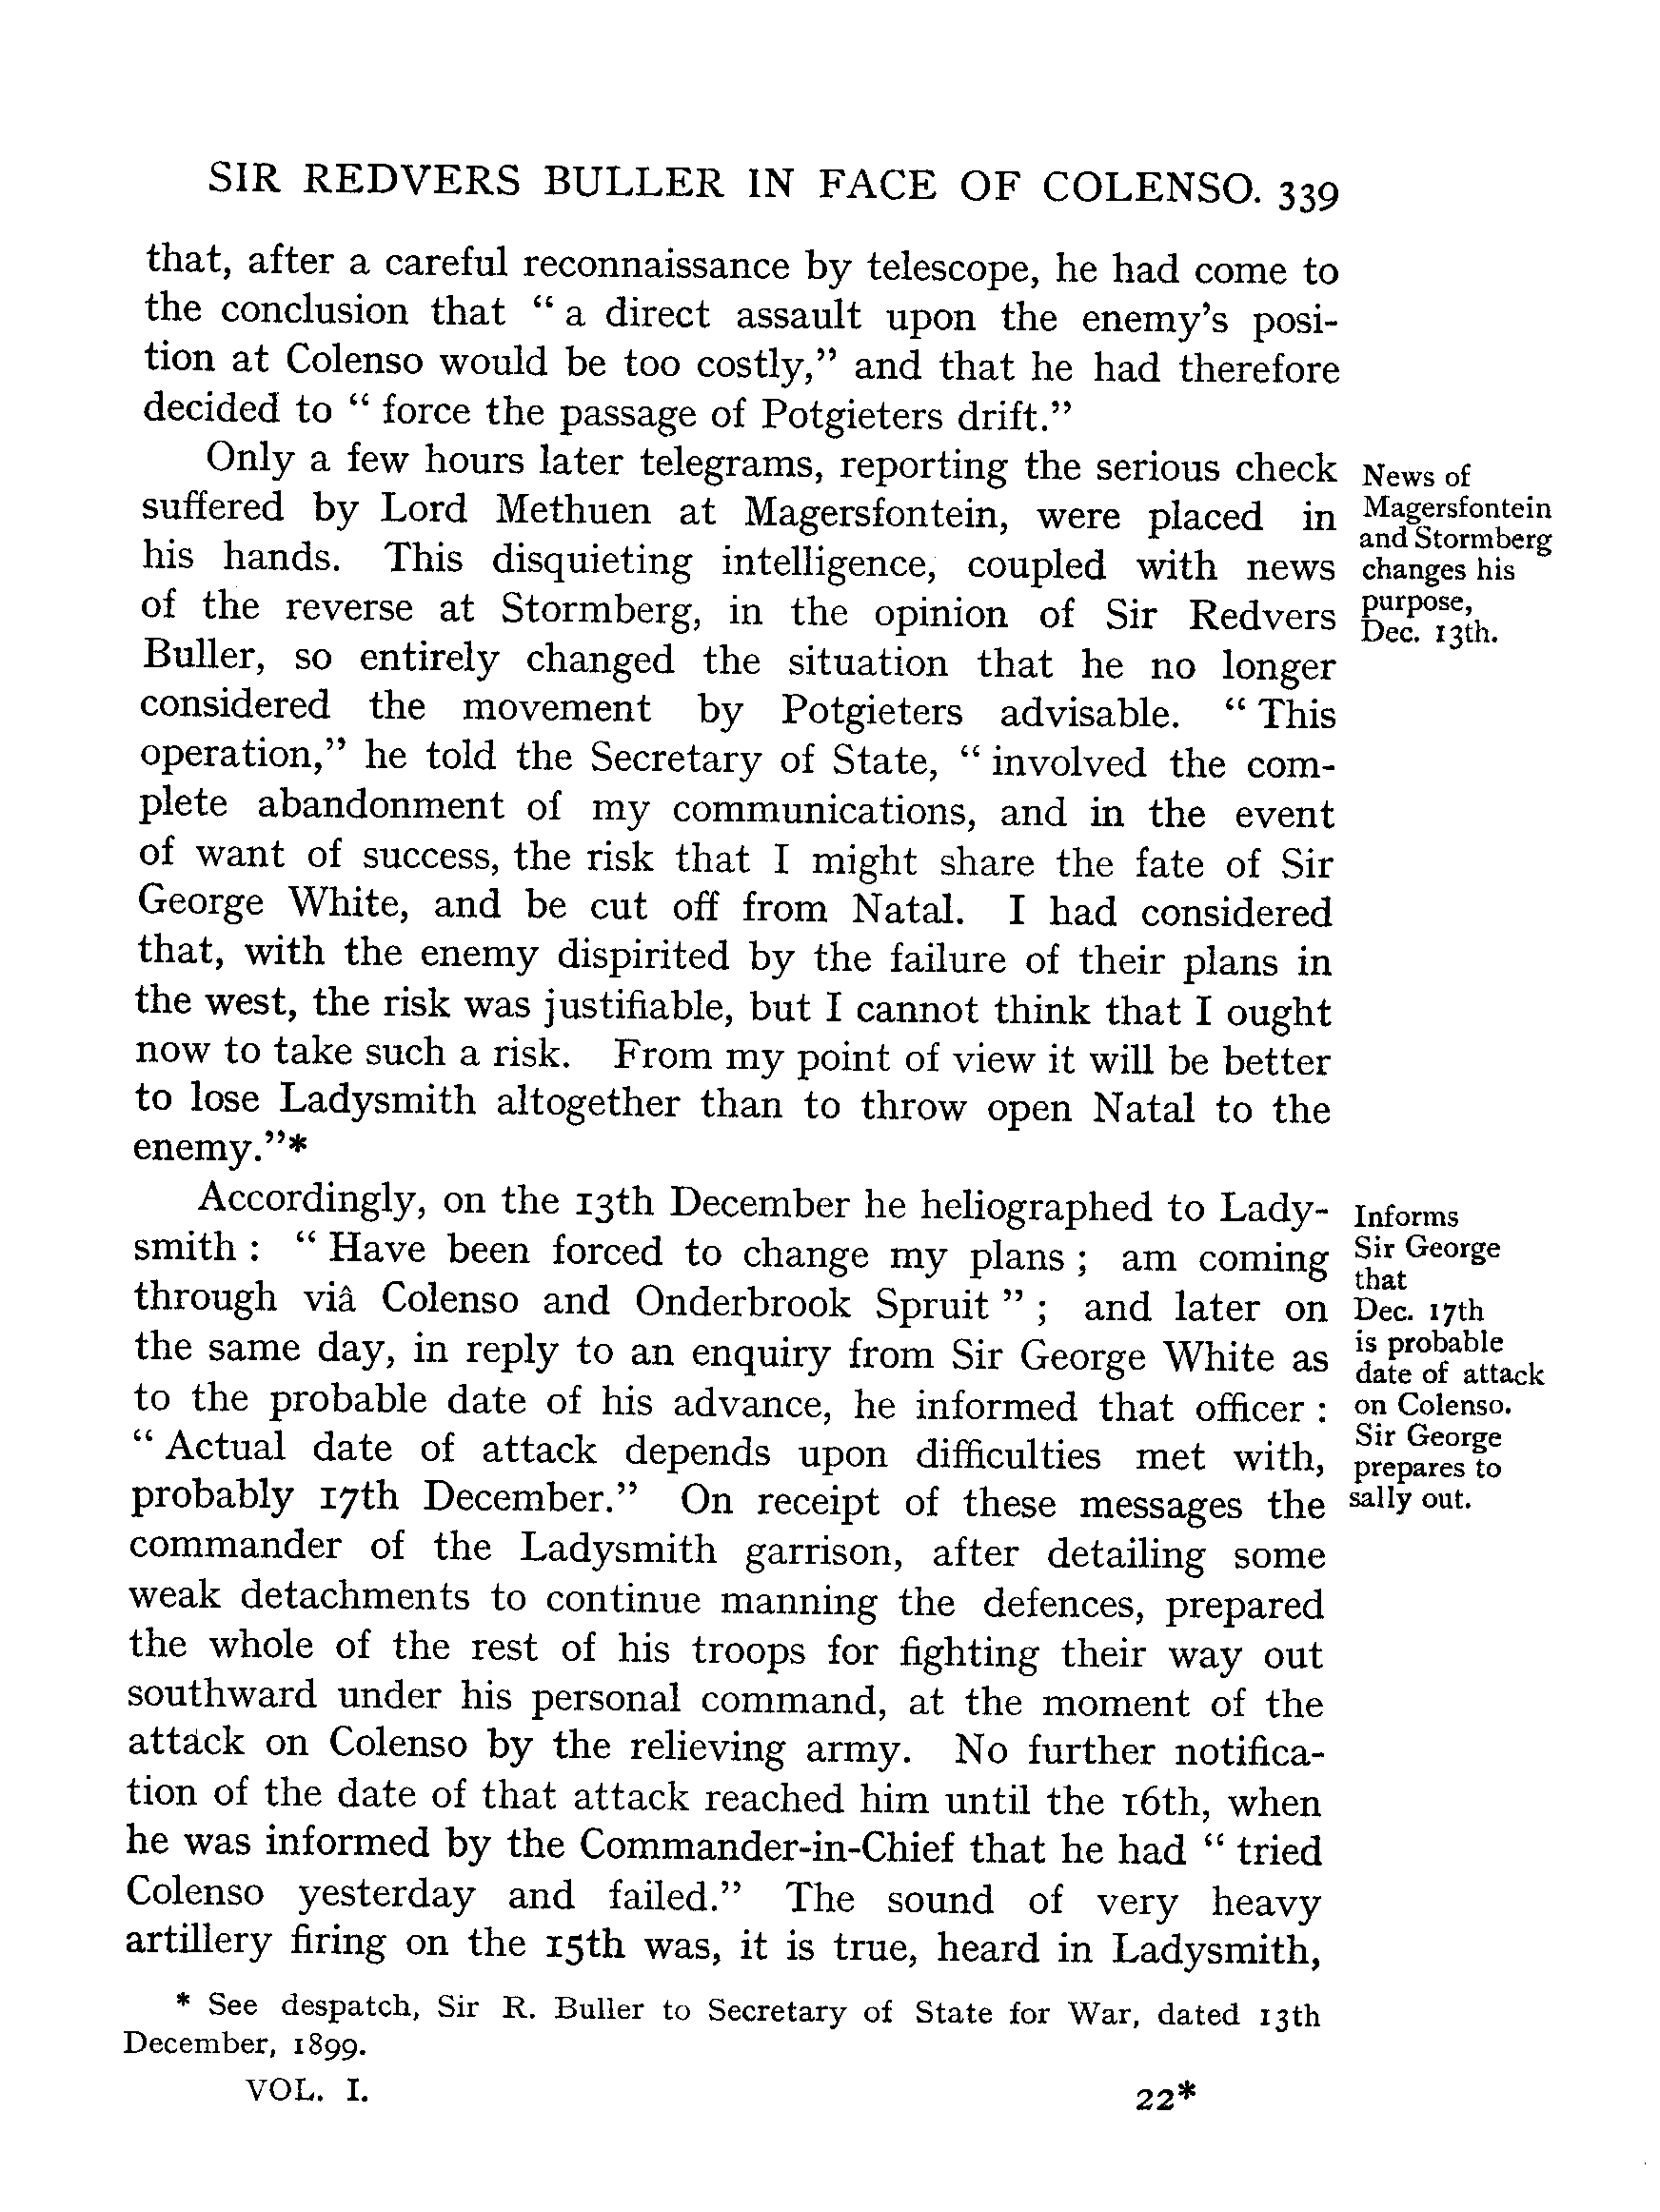 SIR REDVERS BULLER IN FACE OF COLENSO. 339
that, after a careful reconnaissance by telescope, he had come to
the conclusion that “ a direct assault upon the enemy’s posi-
tion at Colenso would be too costly,” and that he had therefore
decided to “ force the passage of Potgieters drift.”
Only a few hours later telegrams, reporting the serious check
suffered by Lord Methuen at Magersfontein, were placed in
his hands. This disquieting intelligence, coupled with news
of the reverse at Stormberg, in the opinion of Sir Redvers
Buller, so entirely changed the situation that he no longer
considered the movement by Potgieters advisable. “ This
operation,” he told the Secretary of State, “ involved the com-
plete abandonment of my communications, and in the event
of want of success, the risk that I might share the fate of Sir
George White, and be cut off from Natal. I had considered
that, with the enemy dispirited by the failure of their plans in
the west, the risk was justifiable, but I cannot think that I ought
now to take such a risk. From my point of view it will be better
to lose Ladysmith altogether than to throw open Natal to the
enemy.”*
News of
Magersfontein
and Stormberg
changes his
purpose,
Dec. 13th.
Accordingly, on the 13th December he heliographed to Lady-
smith : “ Have been forced to change my plans ; am coming
through viâ Colenso and Onderbrook Spruit ” ; and later on
the same day, in reply to an enquiry from Sir George White as
to the probable date of his advance, he informed that officer :
“ Actual date of attack depends upon difficulties met with,
probably 17th December.” On receipt of these messages the
commander of the Ladysmith garrison, after detailing some
weak detachments to continue manning the defences, prepared
the whole of the rest of his troops for fighting their way out
southward under his personal command, at the moment of the
attack on Colenso by the relieving army. No further notifica-
tion of the date of that attack reached him until the 16th, when
he was informed by the Commander-in-Chief that he had “ tried
Colenso yesterday and failed.” The sound of very heavy
artillery firing on the 15th was, it is true, heard in Ladysmith,
Informs
Sir George
that
Dec. 17th
is probable
date of attack
on Colenso.
Sir George
prepares to
sally out.
* See despatch, Sir R. Buller to Secretary of State for War, dated 13th
December, 1899.
VOL. I. 22*